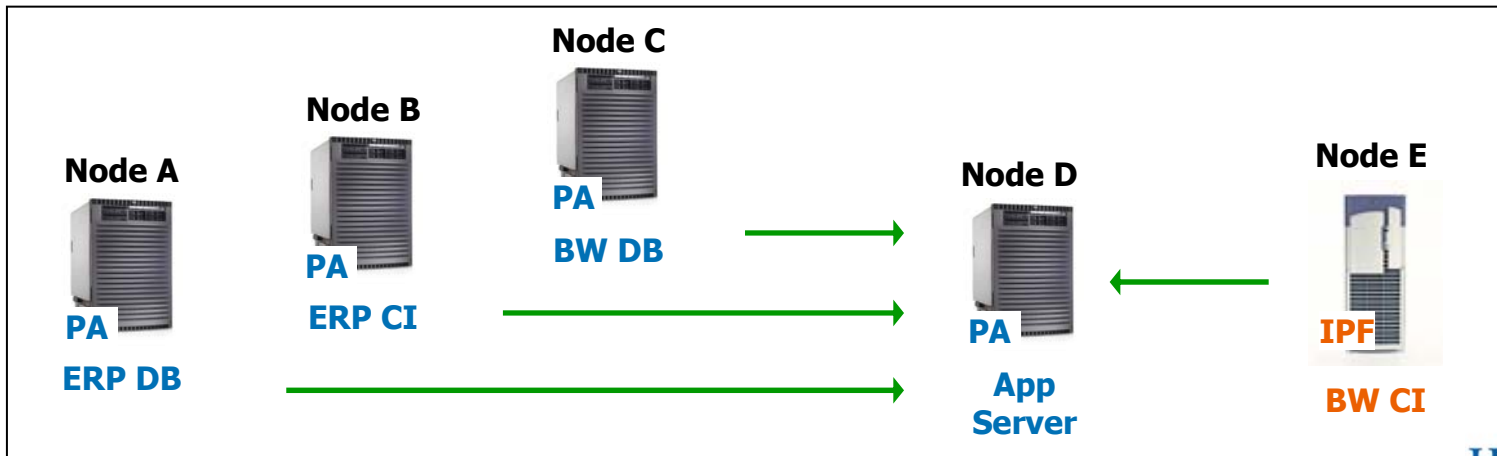 Node A
PA
ERP DB
Node B
PA
ERP CI
Node C
PA
BW DB
Node D
PA
App
Server
Node E
IPF
BW CI